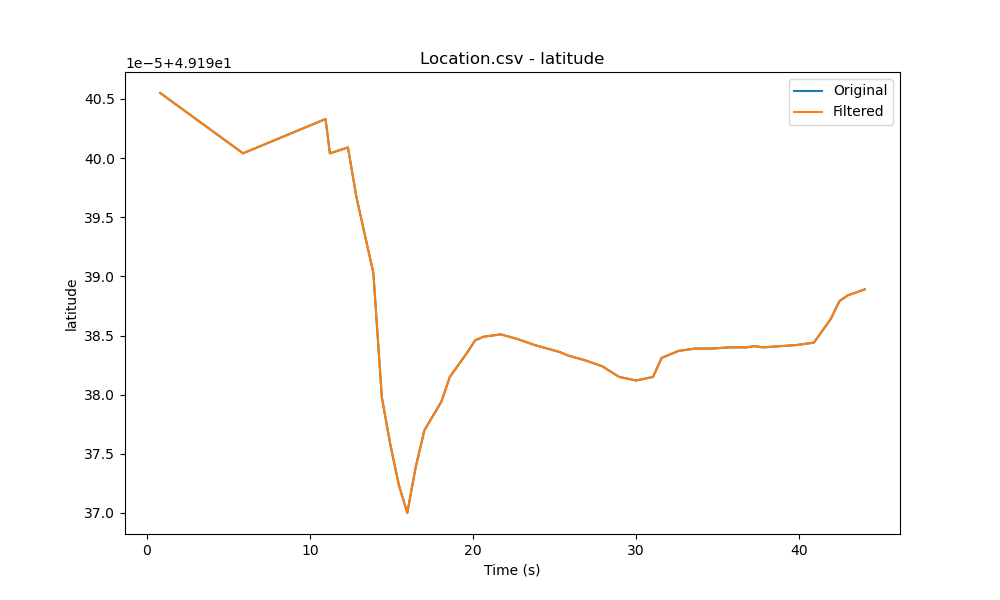 Location.csv - latitude
1e−5+4.919e1
Original
Filtered
40.5
40.0
39.5
39.0
38.5
38.0
37.5
37.0
latitude
0 10 20 30 40
Time (s)